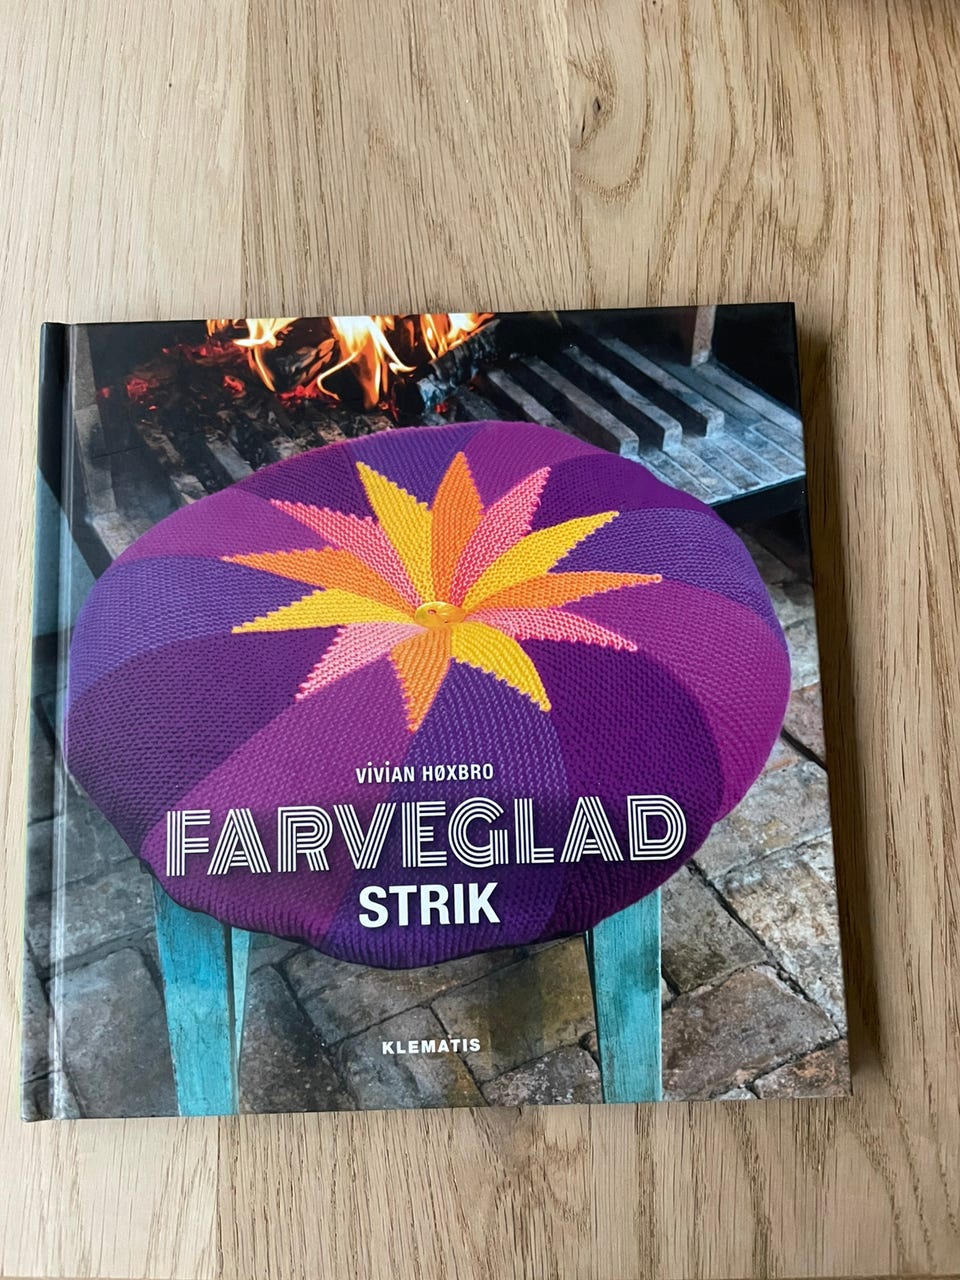 ViViAN HØXBRO
FARVEGLAD
STRIK
KLEMATIS